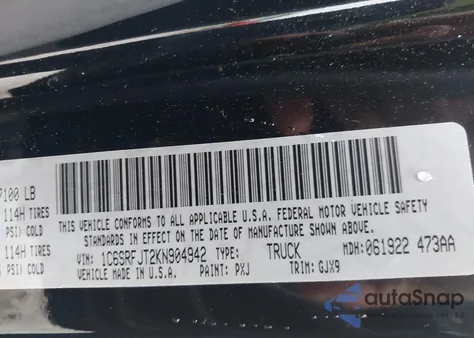 7100 LB
114H TIRES
PSI) COLD
114H TIRES
PSI) COLD
THIS VEHICLE CONFORMS TO ALL APPLICABLE U.S.A. FEDERAL MOTOR VEHICLE SAFETY
STANDARDS IN EFFECT ON THE DATE OF MANUFACTURE SHOWN ABOVE.
VIN: 1C6SRFJT2KN904942 TYPE: TRUCK MDH: 061922 473AA
VEHICLE MADE IN U.S.A. PAINT: PXJ TRIM: GJX9
autoSnap